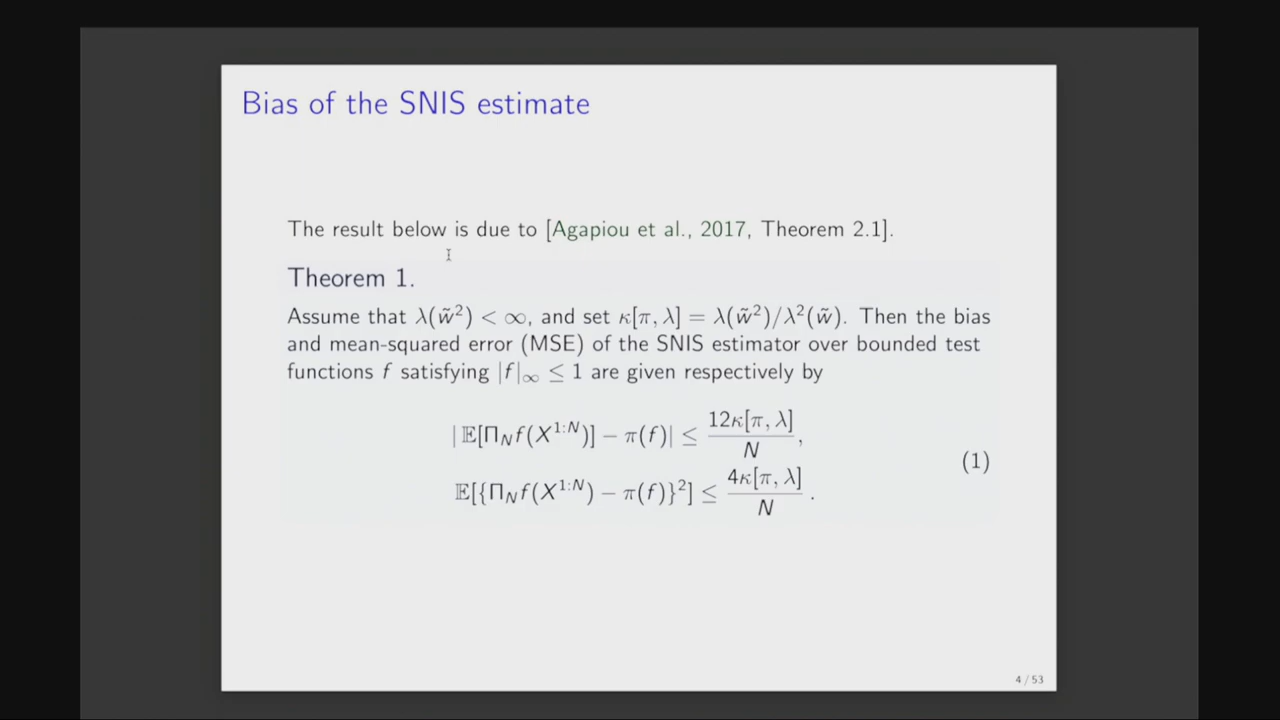 Bias of the SNIS estimate
The result below is due to [Agapiou et al., 2017, Theorem 2.1].
Theorem 1.
Assume that λ(w̃²) < ∞, and set κ[π, λ] = λ(w̃²)/λ²(w̃). Then the bias
and mean-squared error (MSE) of the SNIS estimator over bounded test
functions f satisfying |f|∞ ≤ 1 are given respectively by
| 𝔼[Π_N f(X^{1:N})] − π(f)| ≤ 12κ[π, λ] / N ,
(1)
𝔼[{Π_N f(X^{1:N}) − π(f)}²] ≤ 4κ[π, λ] / N .
4 / 53